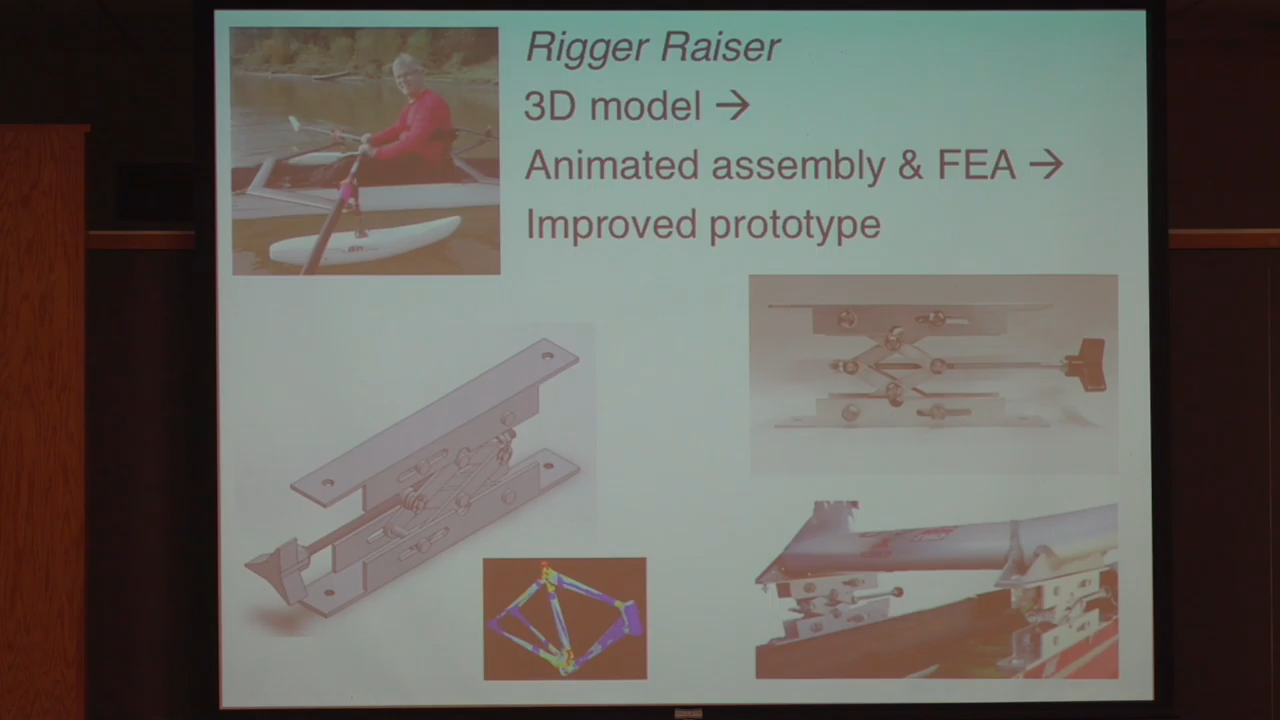 Rigger Raiser
3D model →
Animated assembly & FEA →
Improved prototype